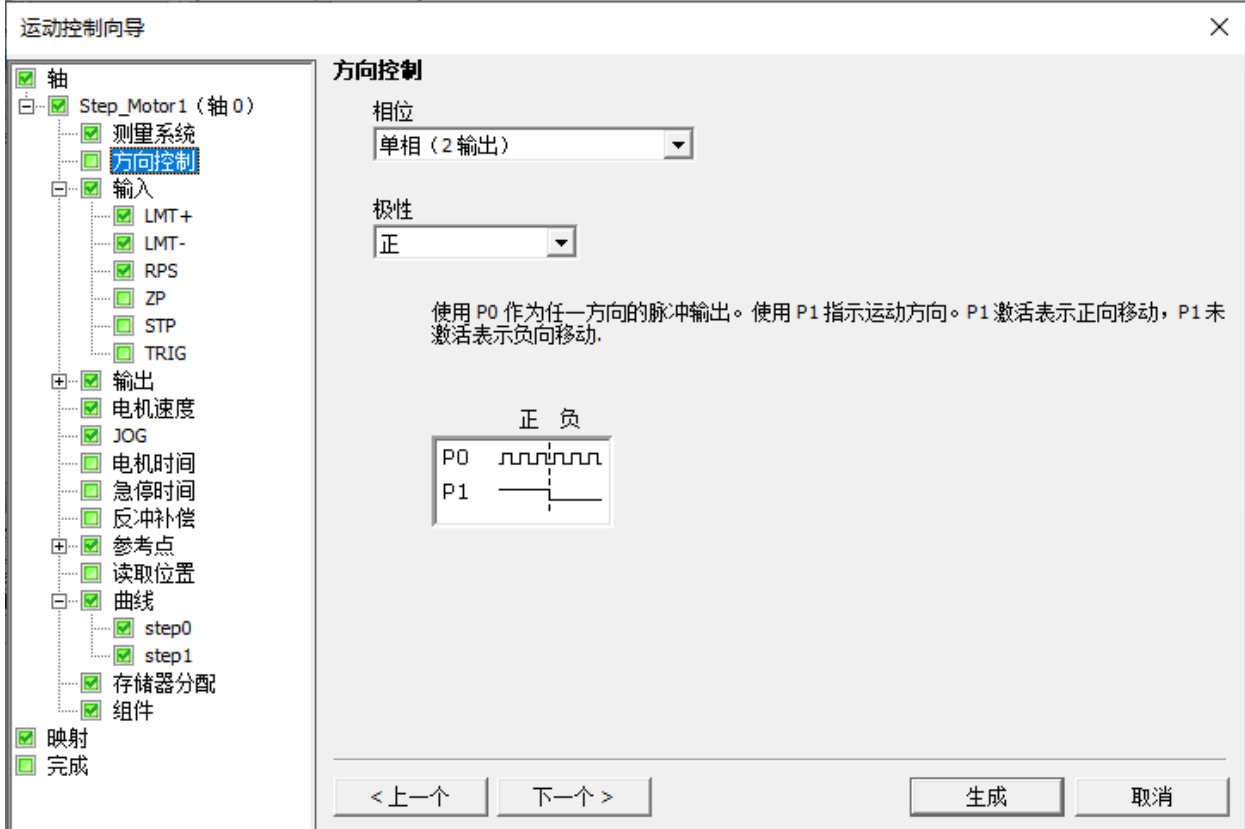 运动控制向导
轴
Step_Motor1（轴 0）
测量系统
方向控制
输入
LMT+
LMT-
RPS
ZP
STP
TRIG
输出
电机速度
JOG
电机时间
急停时间
反冲补偿
参考点
读取位置
曲线
step0
step1
存储器分配
组件
映射
完成
方向控制
相位
单相（2 输出）
极性
正
使用 P0 作为任一方向的脉冲输出。使用 P1 指示运动方向。P1 激活表示正向移动，P1 未
激活表示负向移动.
正 负
P0
P1
< 上一个
下一个 >
生成
取消